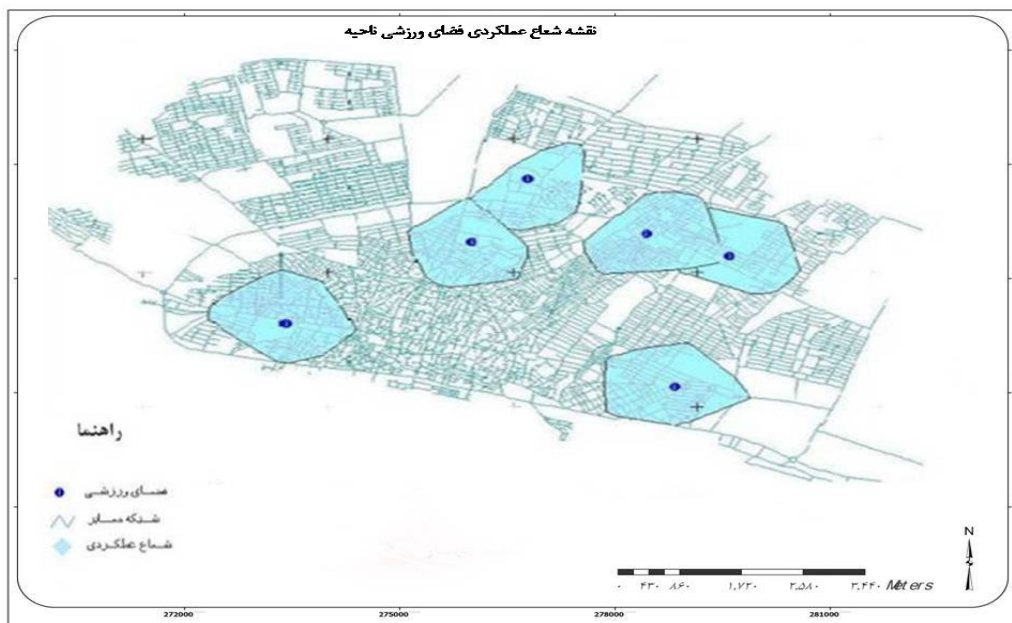 نقشه شعاع عملکردی فضای ورزشی ناحیه
راهنما
فضای ورزشی
شبکه معابر
شعاع عملکردی
N
۰ ۴۳۰ ۸۶۰ ۱,۷۲۰ ۲,۵۸۰ ۳,۴۴۰ Meters
272000 275000 278000 281000